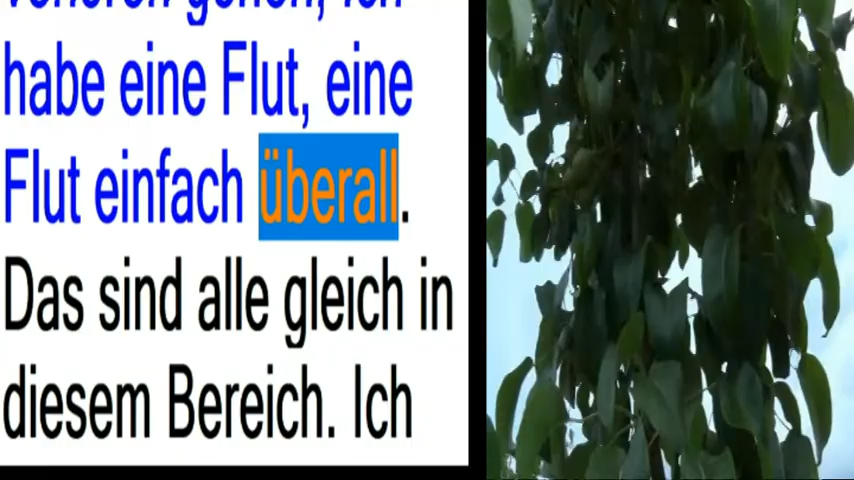 habe eine Flut, eine
Flut einfach überall.
Das sind alle gleich in
diesem Bereich. Ich